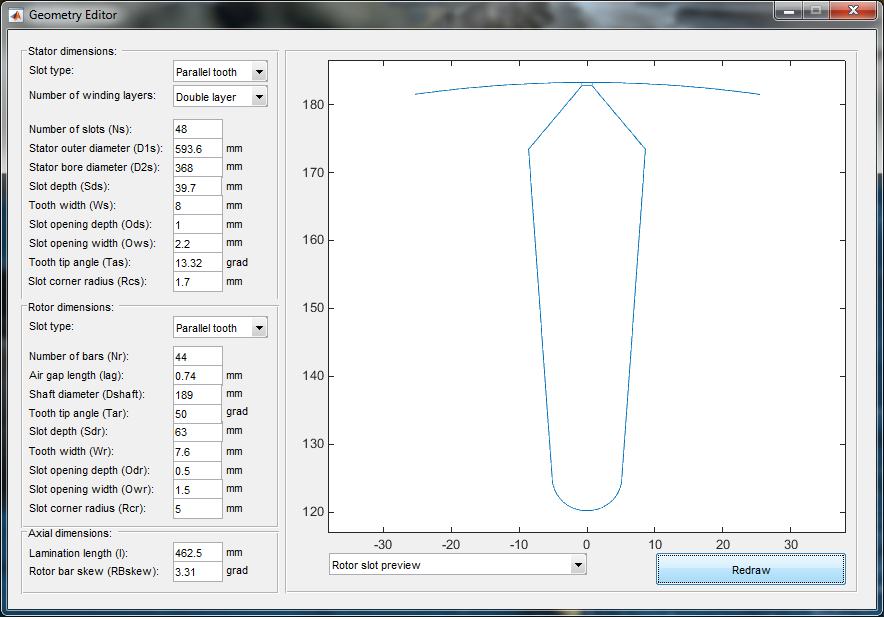 Geometry Editor
Stator dimensions:
Slot type: Parallel tooth
Number of winding layers: Double layer
Number of slots (Ns): 48
Stator outer diameter (D1s): 593.6 mm
Stator bore diameter (D2s): 368 mm
Slot depth (Sds): 39.7 mm
Tooth width (Ws): 8 mm
Slot opening depth (Ods): 1 mm
Slot opening width (Ows): 2.2 mm
Tooth tip angle (Tas): 13.32 grad
Slot corner radius (Rcs): 1.7 mm
Rotor dimensions:
Slot type: Parallel tooth
Number of bars (Nr): 44
Air gap length (lag): 0.74 mm
Shaft diameter (Dshaft): 189 mm
Tooth tip angle (Tar): 50 grad
Slot depth (Sdr): 63 mm
Tooth width (Wr): 7.6 mm
Slot opening depth (Odr): 0.5 mm
Slot opening width (Owr): 1.5 mm
Slot corner radius (Rcr): 5 mm
Axial dimensions:
Lamination length (l): 462.5 mm
Rotor bar skew (RBskew): 3.31 grad
180
170
160
150
140
130
120
-30 -20 -10 0 10 20 30
Rotor slot preview
Redraw